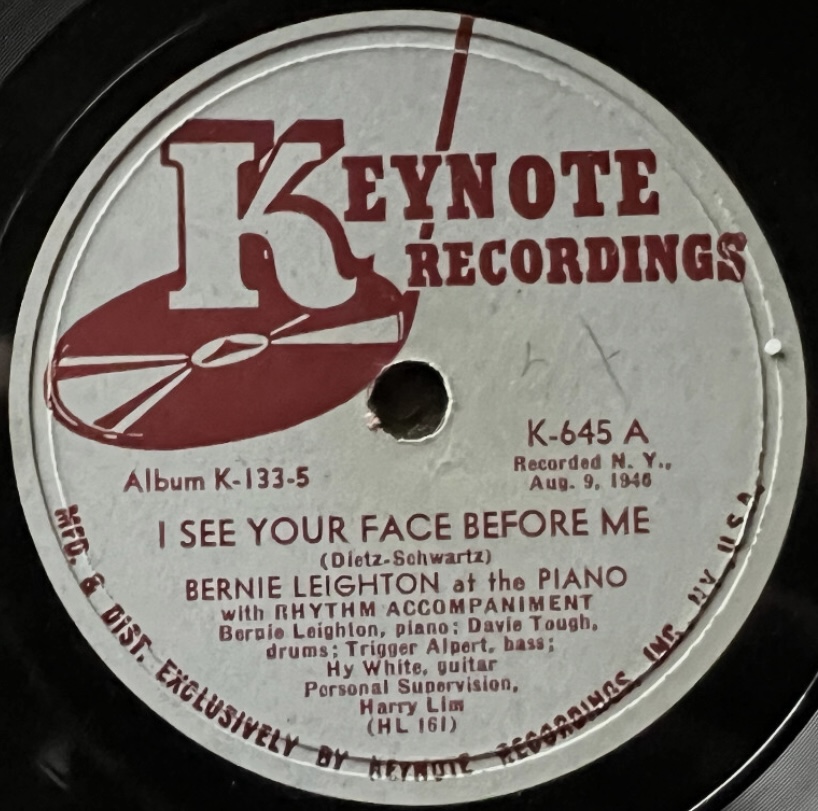 KEYNOTE
RECORDINGS
K-645 A
Recorded N. Y.,
Aug. 9, 1946
Album K-133-5
I SEE YOUR FACE BEFORE ME
(Dietz-Schwartz)
BERNIE LEIGHTON at the PIANO
with RHYTHM ACCOMPANIMENT
Bernie Leighton, piano; Davie Tough,
drums; Trigger Alpert, bass;
Hy White, guitar
Personal Supervision,
Harry Lim
(HL 161)
MFD. & DIST. EXCLUSIVELY BY KEYNOTE RECORDINGS, INC. U.S.A.